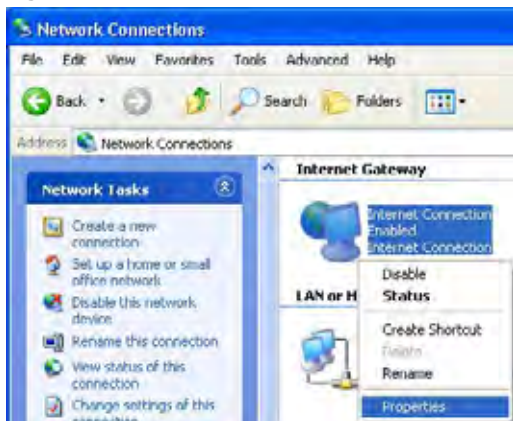 Network Connections
File Edit View Favorites Tools Advanced Help
Back Search Folders
Address Network Connections
Network Tasks
Create a new
connection
Set up a home or small
office network
Disable this network
device
Rename this connection
View status of this
connection
Change settings of this
connection
Internet Gateway
Internet Connection
Enabled
Internet Connection
LAN or H
Disable
Status
Create Shortcut
Delete
Rename
Properties